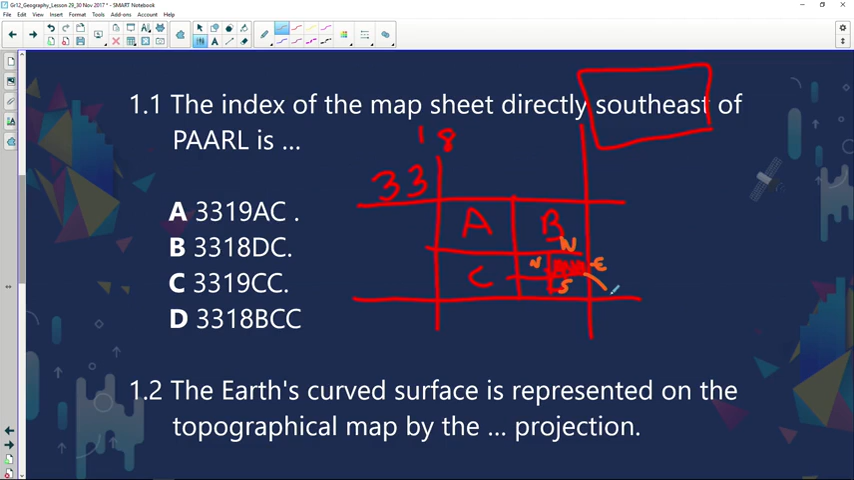 Gr12_Geography_Lesson 29_30 Nov 2017 * - SMART Notebook
File Edit View Insert Format Tools Add-ons Account Help
1.1 The index of the map sheet directly southeast of
PAARL is ...
18
33
A 3319AC .
B 3318DC.
C 3319CC.
D 3318BCC
A B
N
E
C
S
1.2 The Earth's curved surface is represented on the
topographical map by the ... projection.